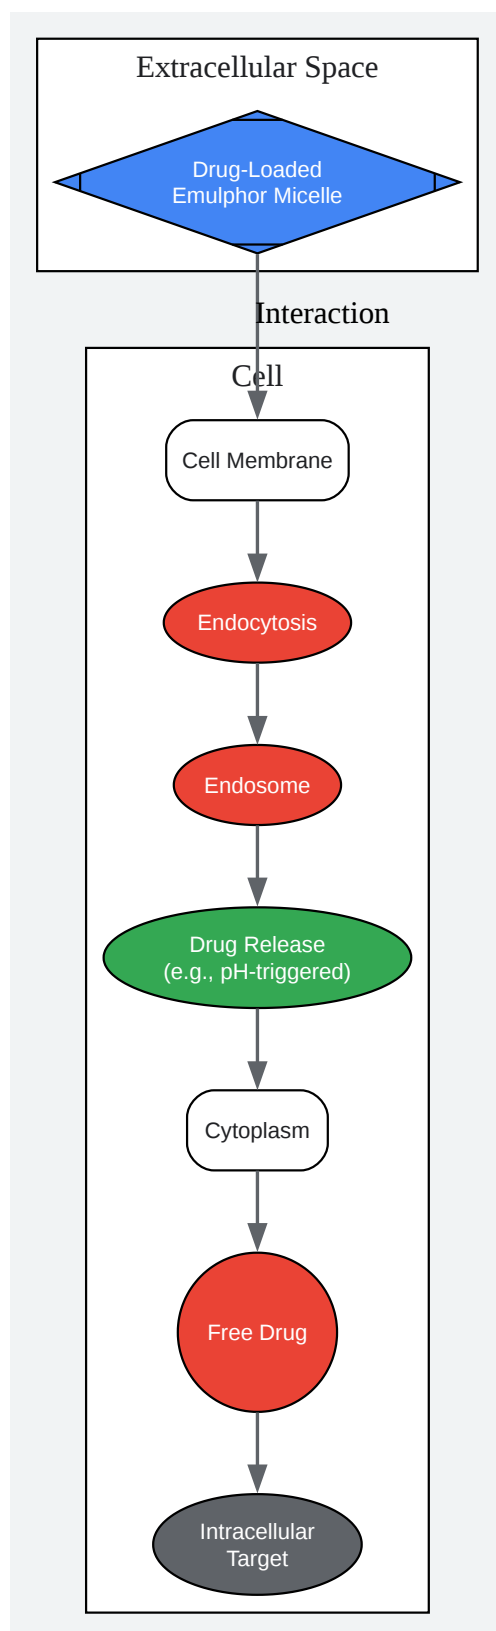 Extracellular Space
Drug-Loaded
Emulphor Micelle
Interaction
Cell
Cell Membrane
Endocytosis
Endosome
Drug Release
(e.g., pH-triggered)
Cytoplasm
Free Drug
Intracellular
Target